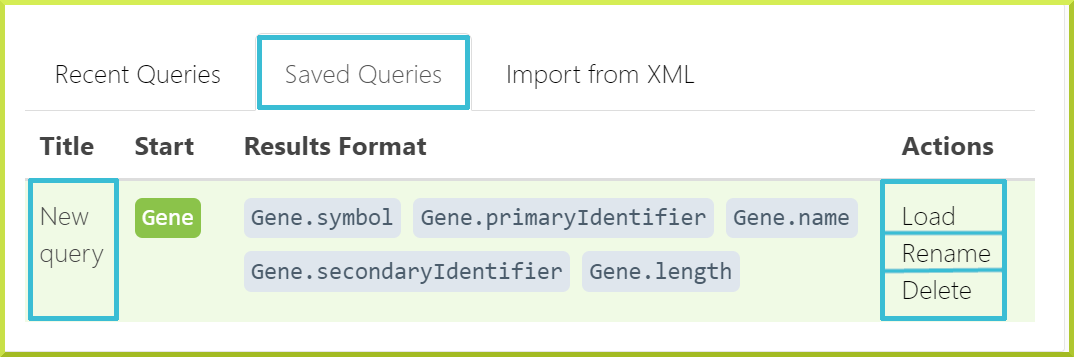 Recent Queries Saved Queries Import from XML
Title Start Results Format Actions
New Gene Gene.symbol Gene.primaryIdentifier Gene.name Load
query Gene.secondaryIdentifier Gene.length Rename
Delete